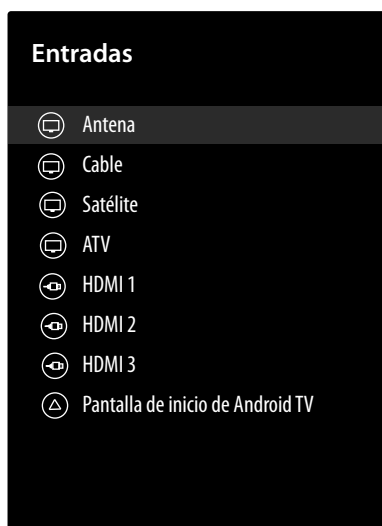 Entradas
Antena
Cable
Satélite
ATV
HDMI 1
HDMI 2
HDMI 3
Pantalla de inicio de Android TV